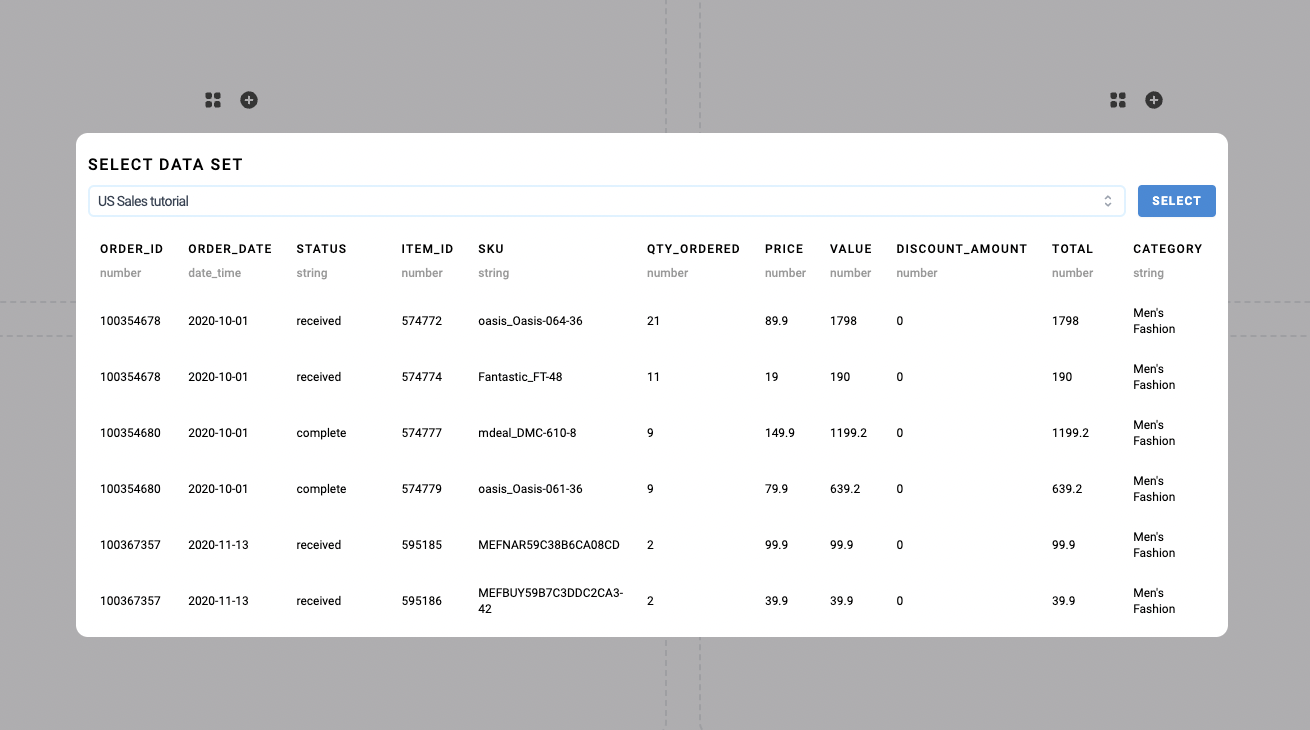 SELECT DATA SET
US Sales tutorial SELECT
ORDER_ID ORDER_DATE STATUS ITEM_ID SKU QTY_ORDERED PRICE VALUE DISCOUNT_AMOUNT TOTAL CATEGORY
number date_time string number string number number number number number string
100354678 2020-10-01 received 574772 oasis_Oasis-064-36 21 89.9 1798 0 1798 Men's
Fashion
100354678 2020-10-01 received 574774 Fantastic_FT-48 11 19 190 0 190 Men's
Fashion
100354680 2020-10-01 complete 574777 mdeal_DMC-610-8 9 149.9 1199.2 0 1199.2 Men's
Fashion
100354680 2020-10-01 complete 574779 oasis_Oasis-061-36 9 79.9 639.2 0 639.2 Men's
Fashion
100367357 2020-11-13 received 595185 MEFNAR59C38B6CA08CD 2 99.9 99.9 0 99.9 Men's
Fashion
100367357 2020-11-13 received 595186 MEFBUY59B7C3DDC2CA3- 2 39.9 39.9 0 39.9 Men's
42 Fashion